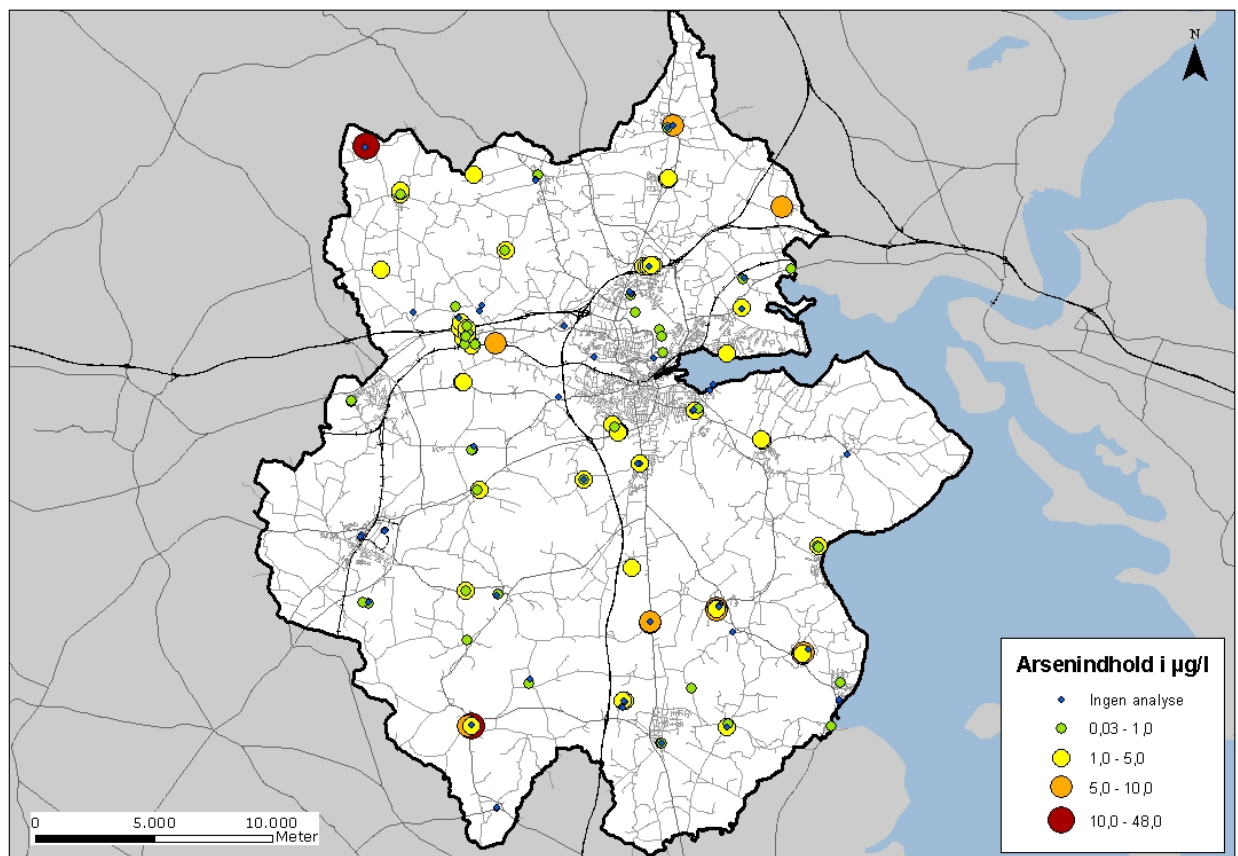 N
Arsenindhold i µg/l
Ingen analyse
0,03 - 1,0
1,0 - 5,0
5,0 - 10,0
10,0 - 48,0
0 5.000 10.000
Meter